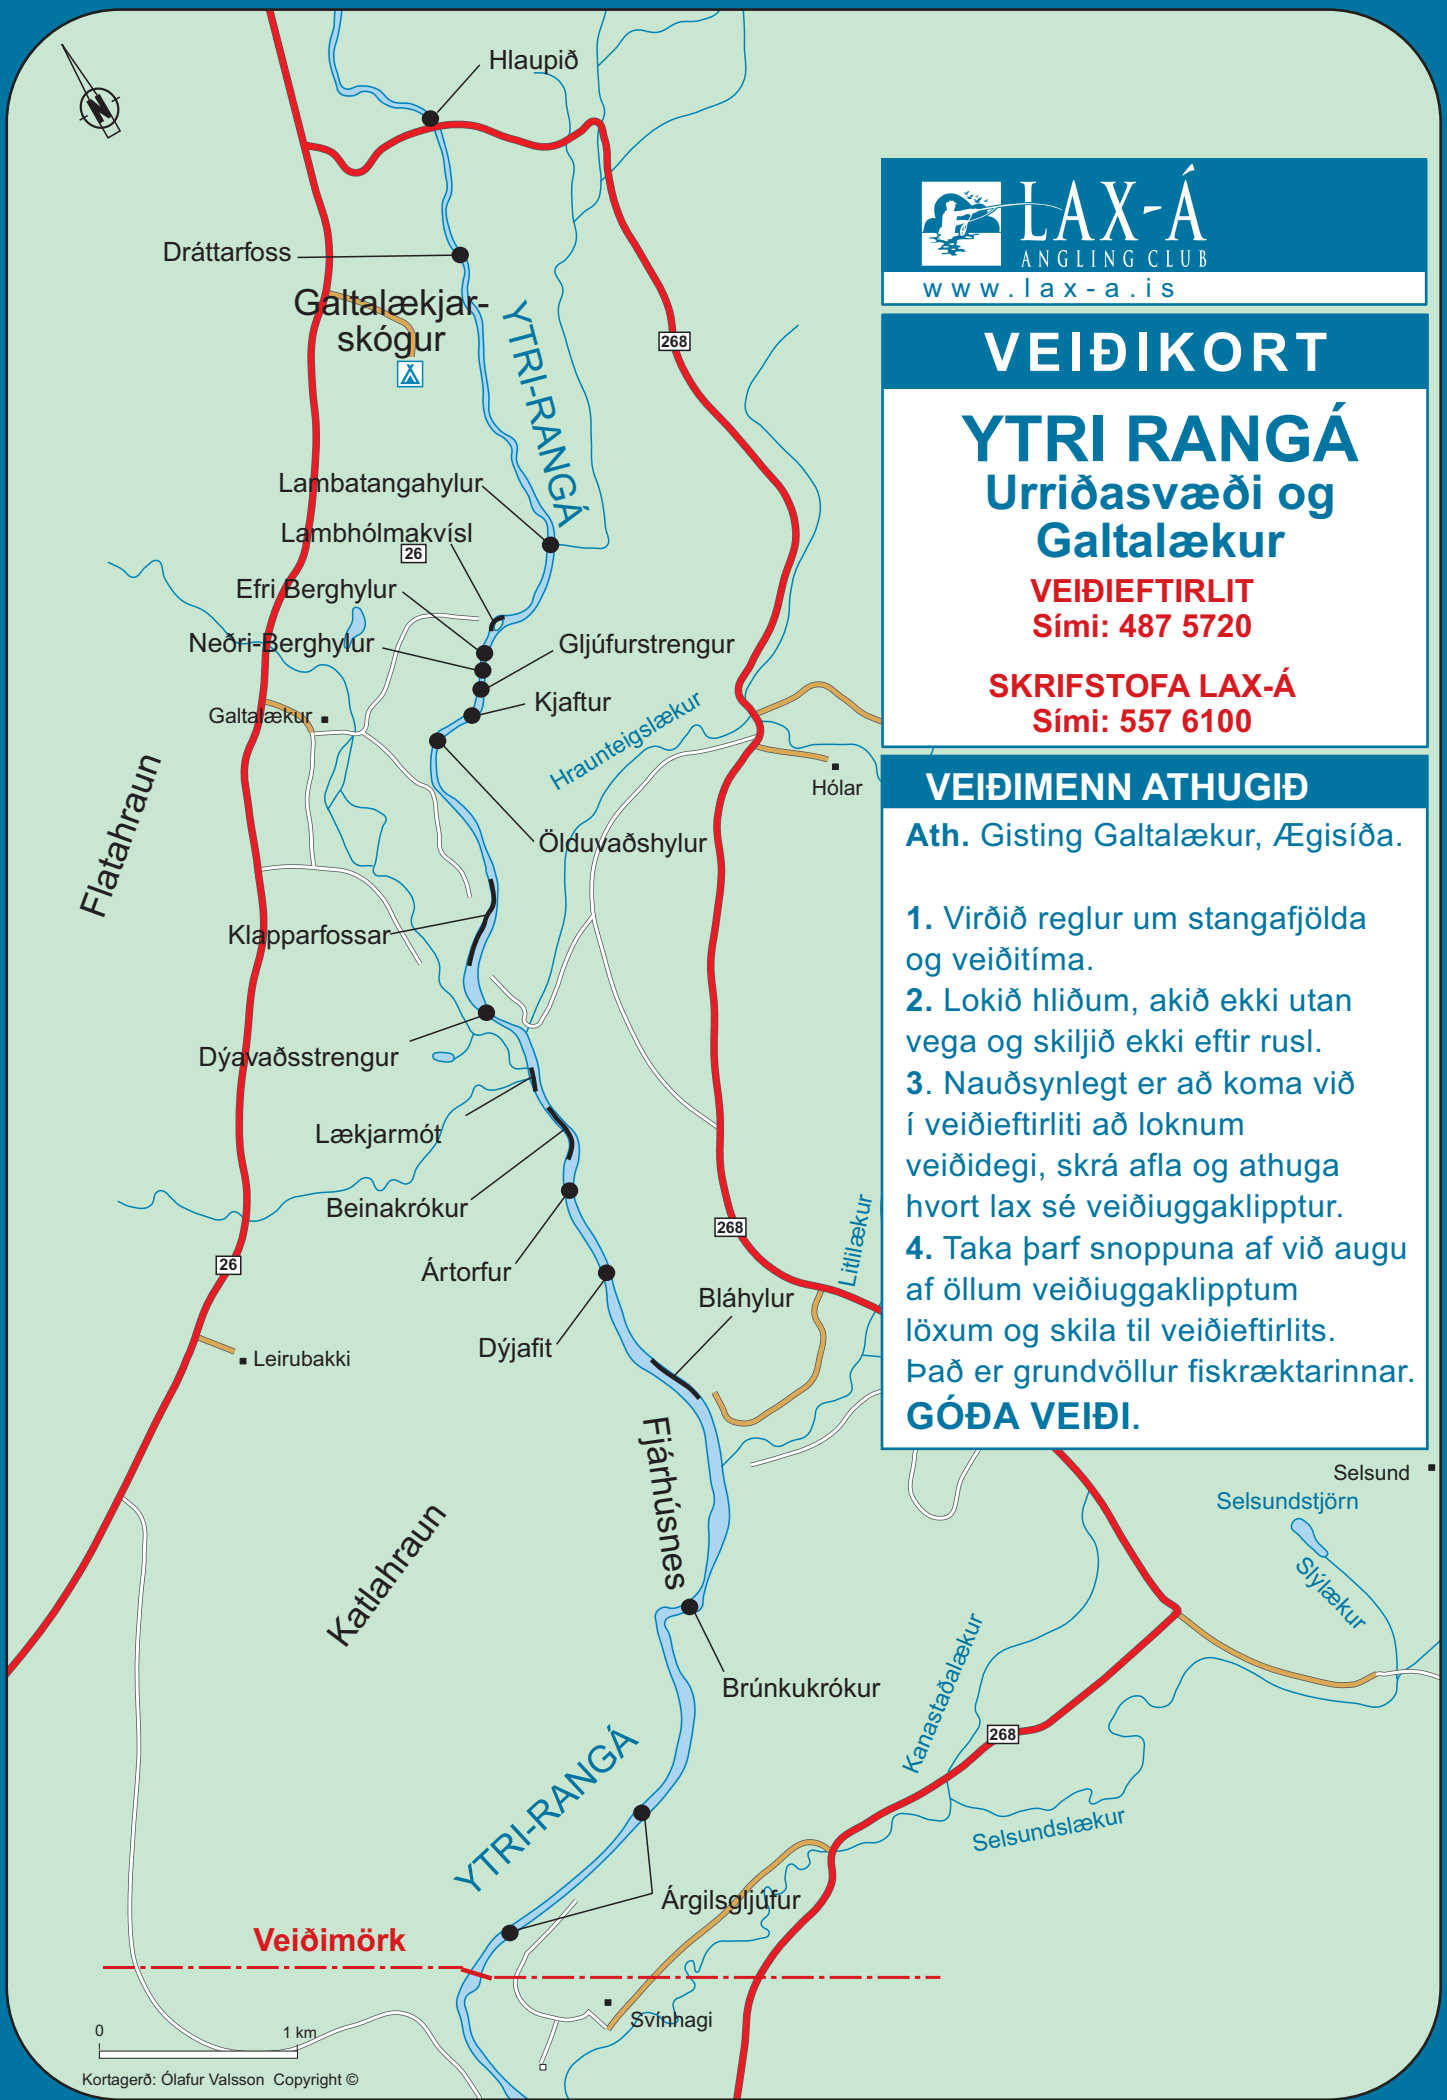 Hlaupið
N
Dráttarfoss
Galtalækjar-
skógur
YTRI-RANGÁ
268
Lambatangahylur
Lambhólmakvísl
26
Efri Berghylur
Neðri-Berghylur
Gljúfurstrengur
Kjaftur
Galtalækur
Hraunteigslækur
Hólar
Flatahraun
Ölduvaðshylur
Klapparfossar
Dýavaðsstrengur
Lækjarmót
Beinakrókur
268
Litlilækur
26
Ártorfur
Bláhylur
Dýjafit
Leirubakki
Fjárhúsnes
Katlahraun
Selsund
Selsundstjörn
Slýlækur
Brúnkukrókur
Kanastaðalækur
268
YTRI-RANGÁ
Selsundslækur
Árgilsgljúfur
Veiðimörk
Svínhagi
0 1 km
Kortagerð: Ólafur Valsson Copyright ©
LAX-Á
ANGLING CLUB
www.lax-a.is
VEIÐIKORT
YTRI RANGÁ
Urriðasvæði og
Galtalækur
VEIÐIEFTIRLIT
Sími: 487 5720
SKRIFSTOFA LAX-Á
Sími: 557 6100
VEIÐIMENN ATHUGIÐ
Ath. Gisting Galtalækur, Ægisíða.
1. Virðið reglur um stangafjölda
og veiðitíma.
2. Lokið hliðum, akið ekki utan
vega og skiljið ekki eftir rusl.
3. Nauðsynlegt er að koma við
í veiðieftirliti að loknum
veiðidegi, skrá afla og athuga
hvort lax sé veiðiuggaklipptur.
4. Taka þarf snoppuna af við augu
af öllum veiðiuggaklipptum
löxum og skila til veiðieftirlits.
Það er grundvöllur fiskræktarinnar.
GÓÐA VEIÐI.